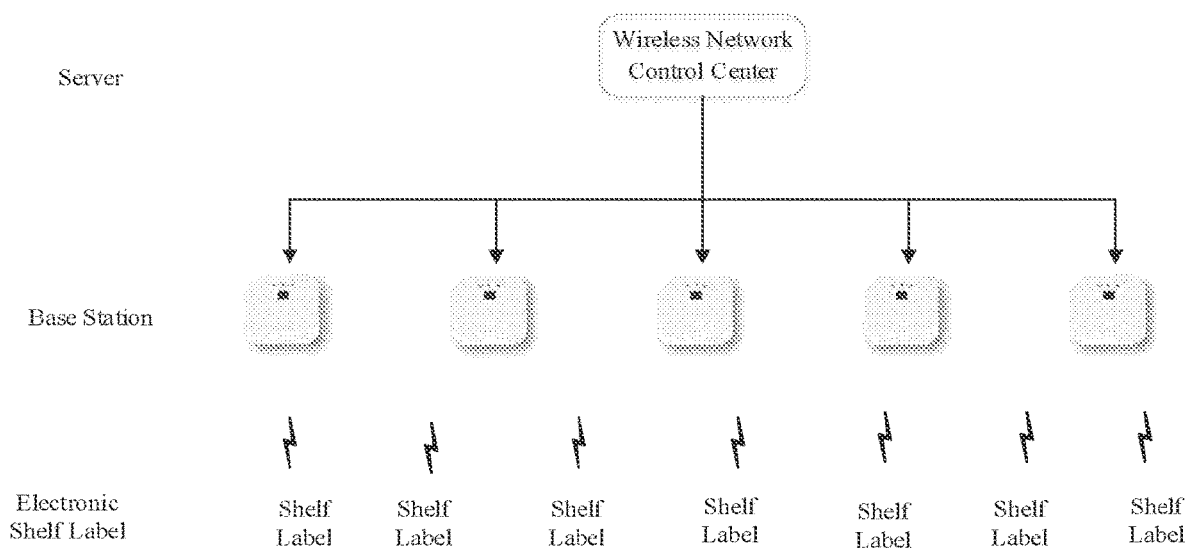 Wireless Network
Control Center
Server
Base Station
Electronic
Shelf Label
Shelf
Label
Shelf
Label
Shelf
Label
Shelf
Label
Shelf
Label
Shelf
Label
Shelf
Label